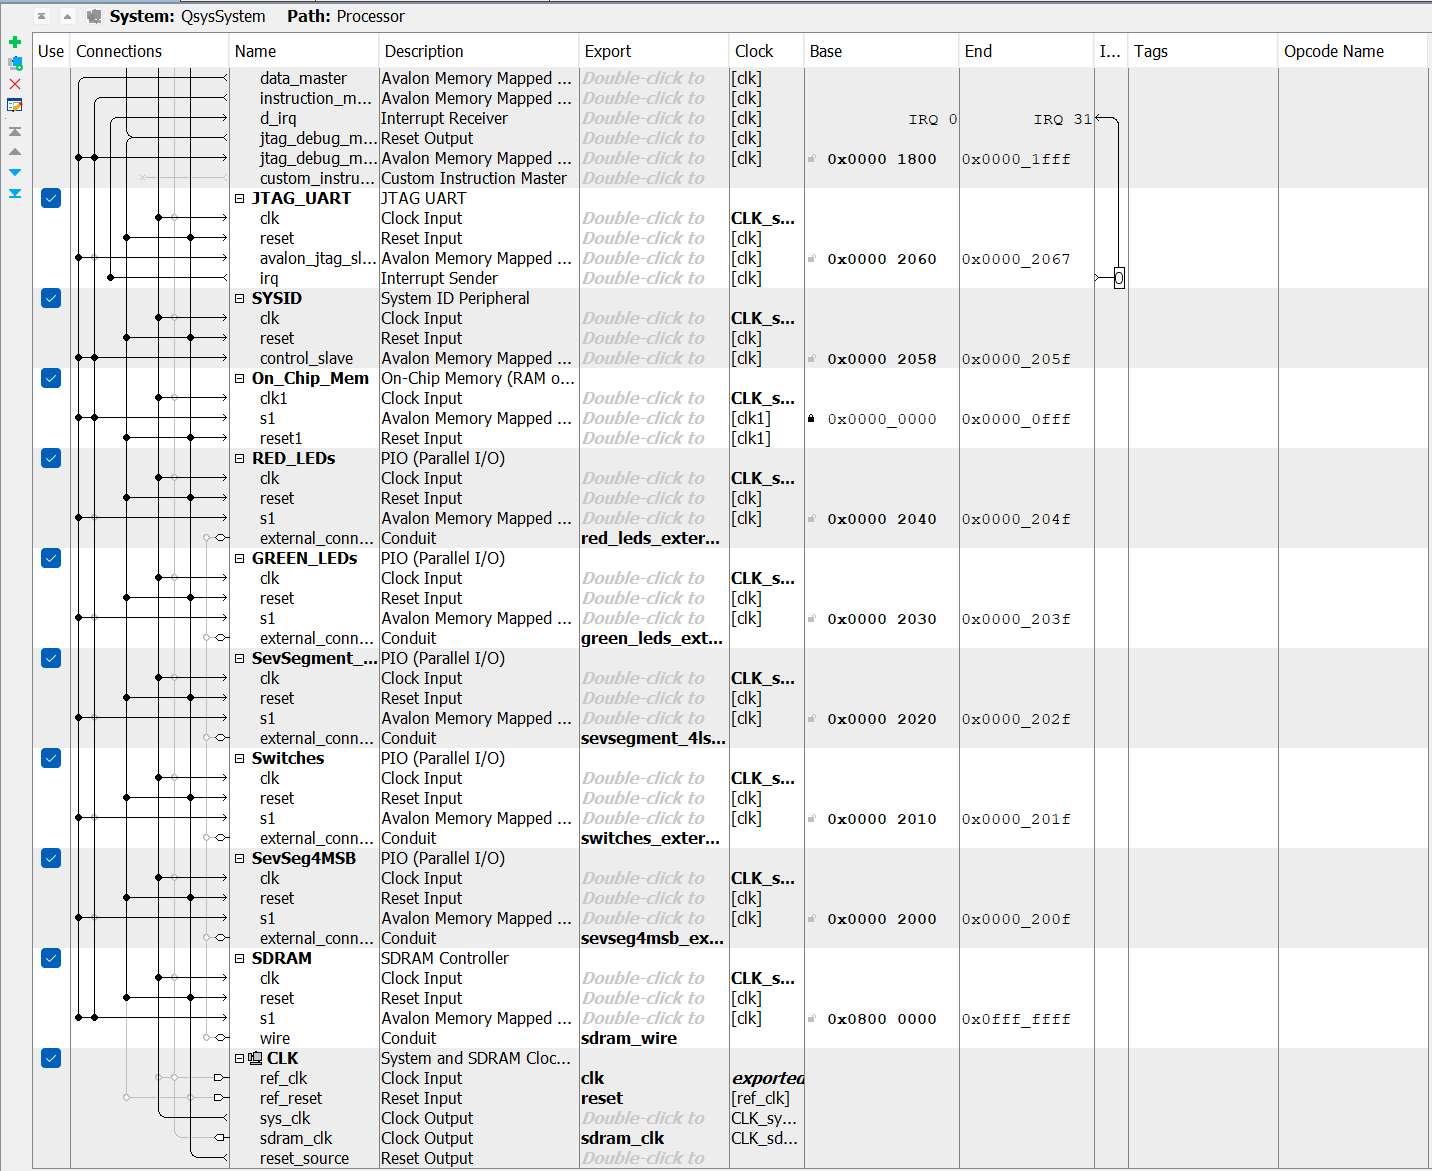 System: QsysSystem Path: Processor
Use Connections Name Description Export Clock Base End I... Tags Opcode Name
data_master Avalon Memory Mapped ... Double-click to [clk]
instruction_m... Avalon Memory Mapped ... Double-click to [clk]
d_irq Interrupt Receiver Double-click to [clk] IRQ 0 IRQ 31
jtag_debug_m... Reset Output Double-click to [clk]
jtag_debug_m... Avalon Memory Mapped ... Double-click to [clk] 0x0000 1800 0x0000_1fff
custom_instru... Custom Instruction Master Double-click to
JTAG_UART JTAG UART
clk Clock Input Double-click to CLK_s...
reset Reset Input Double-click to [clk]
avalon_jtag_sl... Avalon Memory Mapped ... Double-click to [clk] 0x0000 2060 0x0000_2067
irq Interrupt Sender Double-click to [clk] 0
SYSID System ID Peripheral
clk Clock Input Double-click to CLK_s...
reset Reset Input Double-click to [clk]
control_slave Avalon Memory Mapped ... Double-click to [clk] 0x0000 2058 0x0000_205f
On_Chip_Mem On-Chip Memory (RAM o...
clk1 Clock Input Double-click to CLK_s...
s1 Avalon Memory Mapped ... Double-click to [clk1] 0x0000_0000 0x0000_0fff
reset1 Reset Input Double-click to [clk1]
RED_LEDs PIO (Parallel I/O)
clk Clock Input Double-click to CLK_s...
reset Reset Input Double-click to [clk]
s1 Avalon Memory Mapped ... Double-click to [clk] 0x0000 2040 0x0000_204f
external_conn... Conduit red_leds_exter...
GREEN_LEDs PIO (Parallel I/O)
clk Clock Input Double-click to CLK_s...
reset Reset Input Double-click to [clk]
s1 Avalon Memory Mapped ... Double-click to [clk] 0x0000 2030 0x0000_203f
external_conn... Conduit green_leds_ext...
SevSegment_... PIO (Parallel I/O)
clk Clock Input Double-click to CLK_s...
reset Reset Input Double-click to [clk]
s1 Avalon Memory Mapped ... Double-click to [clk] 0x0000 2020 0x0000_202f
external_conn... Conduit sevsegment_4ls...
Switches PIO (Parallel I/O)
clk Clock Input Double-click to CLK_s...
reset Reset Input Double-click to [clk]
s1 Avalon Memory Mapped ... Double-click to [clk] 0x0000 2010 0x0000_201f
external_conn... Conduit switches_exter...
SevSeg4MSB PIO (Parallel I/O)
clk Clock Input Double-click to CLK_s...
reset Reset Input Double-click to [clk]
s1 Avalon Memory Mapped ... Double-click to [clk] 0x0000 2000 0x0000_200f
external_conn... Conduit sevseg4msb_ex...
SDRAM SDRAM Controller
clk Clock Input Double-click to CLK_s...
reset Reset Input Double-click to [clk]
s1 Avalon Memory Mapped ... Double-click to [clk] 0x0800 0000 0x0fff_ffff
wire Conduit sdram_wire
CLK System and SDRAM Cloc...
ref_clk Clock Input clk exported
ref_reset Reset Input reset [ref_clk]
sys_clk Clock Output Double-click to CLK_sy...
sdram_clk Clock Output sdram_clk CLK_sd...
reset_source Reset Output Double-click to